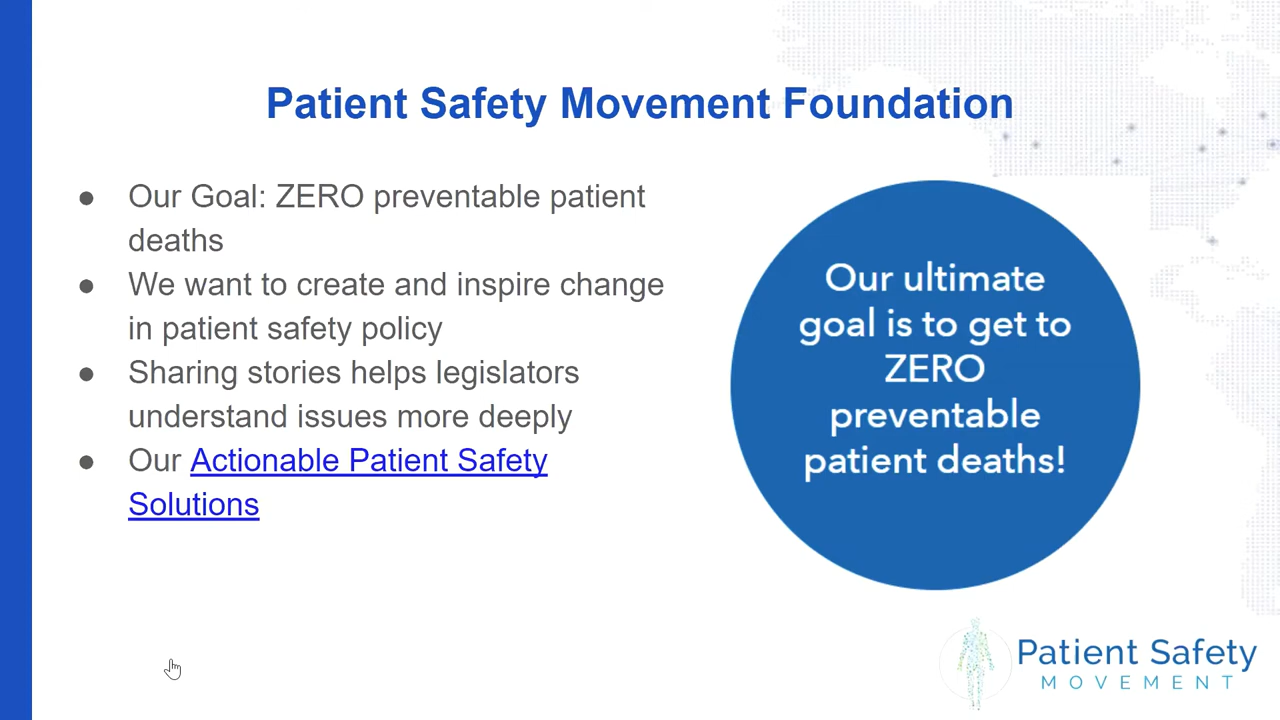 Patient Safety Movement Foundation
● Our Goal: ZERO preventable patient
deaths
● We want to create and inspire change
in patient safety policy
● Sharing stories helps legislators
understand issues more deeply
● Our Actionable Patient Safety
Solutions
Our ultimate
goal is to get to
ZERO
preventable
patient deaths!
Patient Safety
MOVEMENT